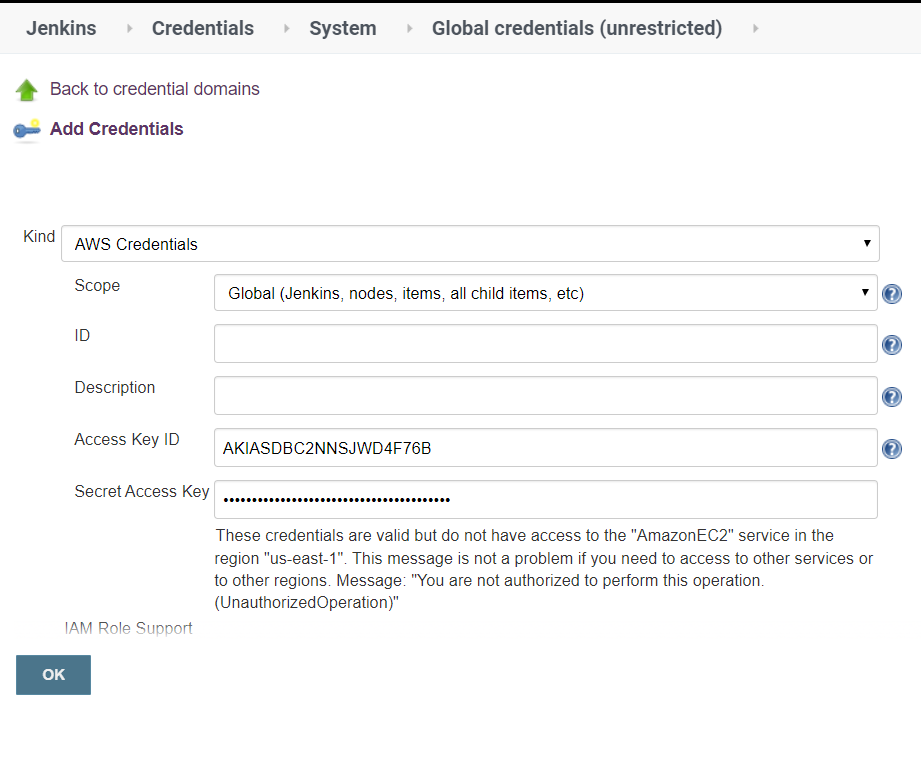 Jenkins Credentials System Global credentials (unrestricted)
Back to credential domains
Add Credentials
Kind AWS Credentials
Scope Global (Jenkins, nodes, items, all child items, etc)
ID
Description
Access Key ID AKIASDBC2NNSJWD4F76B
Secret Access Key ••••••••••••••••••••••••••••••••••••••••
These credentials are valid but do not have access to the "AmazonEC2" service in the
region "us-east-1". This message is not a problem if you need to access to other services or
to other regions. Message: "You are not authorized to perform this operation.
(UnauthorizedOperation)"
IAM Role Support
OK